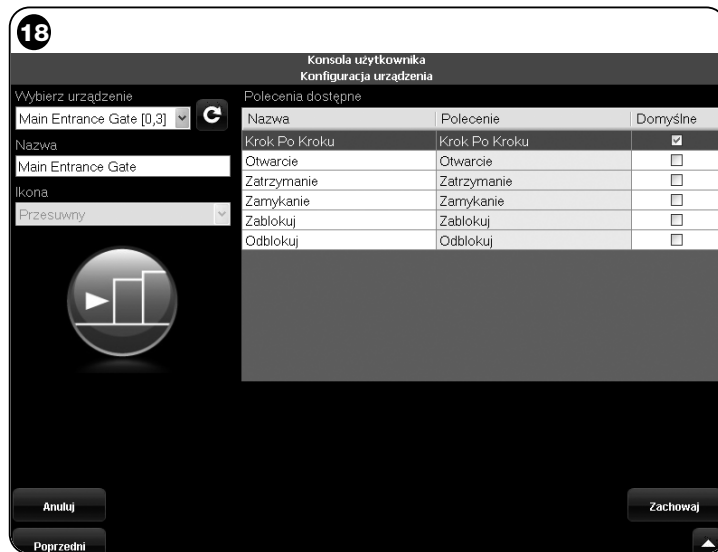 18
Konsola użytkownika
Konfiguracja urządzenia
Wybierz urządzenie
Main Entrance Gate [0,3]
Nazwa
Main Entrance Gate
Ikona
Przesuwny
Polecenia dostępne
Nazwa Polecenie Domyślne
Krok Po Kroku Krok Po Kroku
Otwarcie Otwarcie
Zatrzymanie Zatrzymanie
Zamykanie Zamykanie
Zablokuj Zablokuj
Odblokuj Odblokuj
Anuluj
Zachowaj
Poprzedni